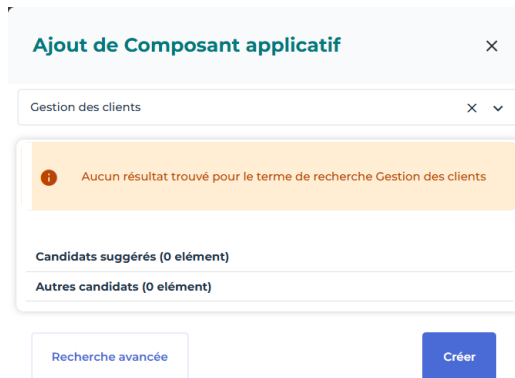 Ajout de Composant applicatif
Gestion des clients
Aucun résultat trouvé pour le terme de recherche Gestion des clients
Candidats suggérés (0 elément)
Autres candidats (0 elément)
Recherche avancée
Créer